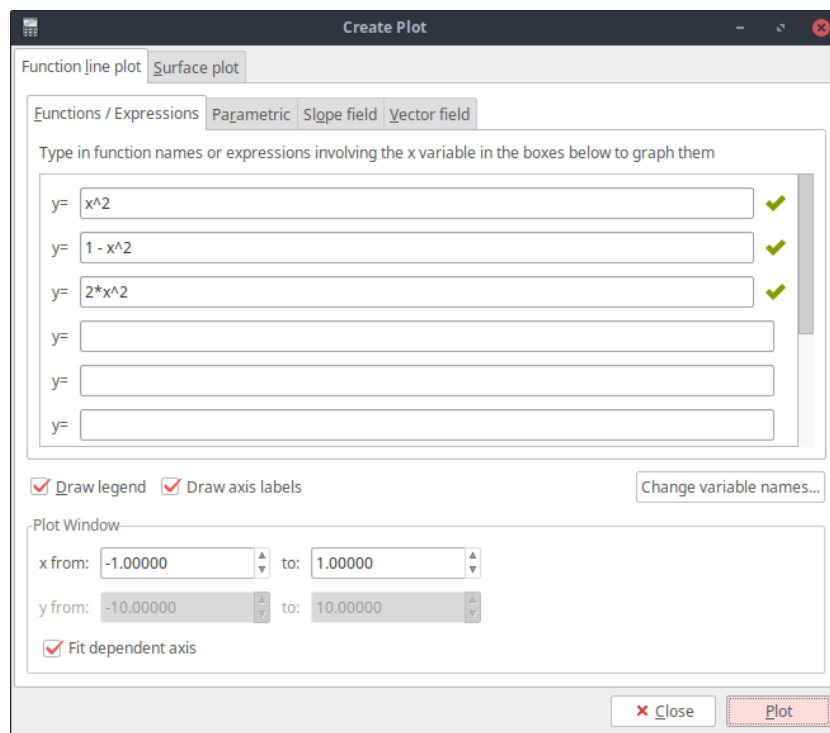 Create Plot
Function line plot Surface plot
Functions / Expressions Parametric Slope field Vector field
Type in function names or expressions involving the x variable in the boxes below to graph them
y= x^2
y= 1 - x^2
y= 2*x^2
y=
y=
y=
Draw legend Draw axis labels Change variable names...
Plot Window
x from: -1.00000 to: 1.00000
y from: -10.00000 to: 10.00000
Fit dependent axis
Close Plot